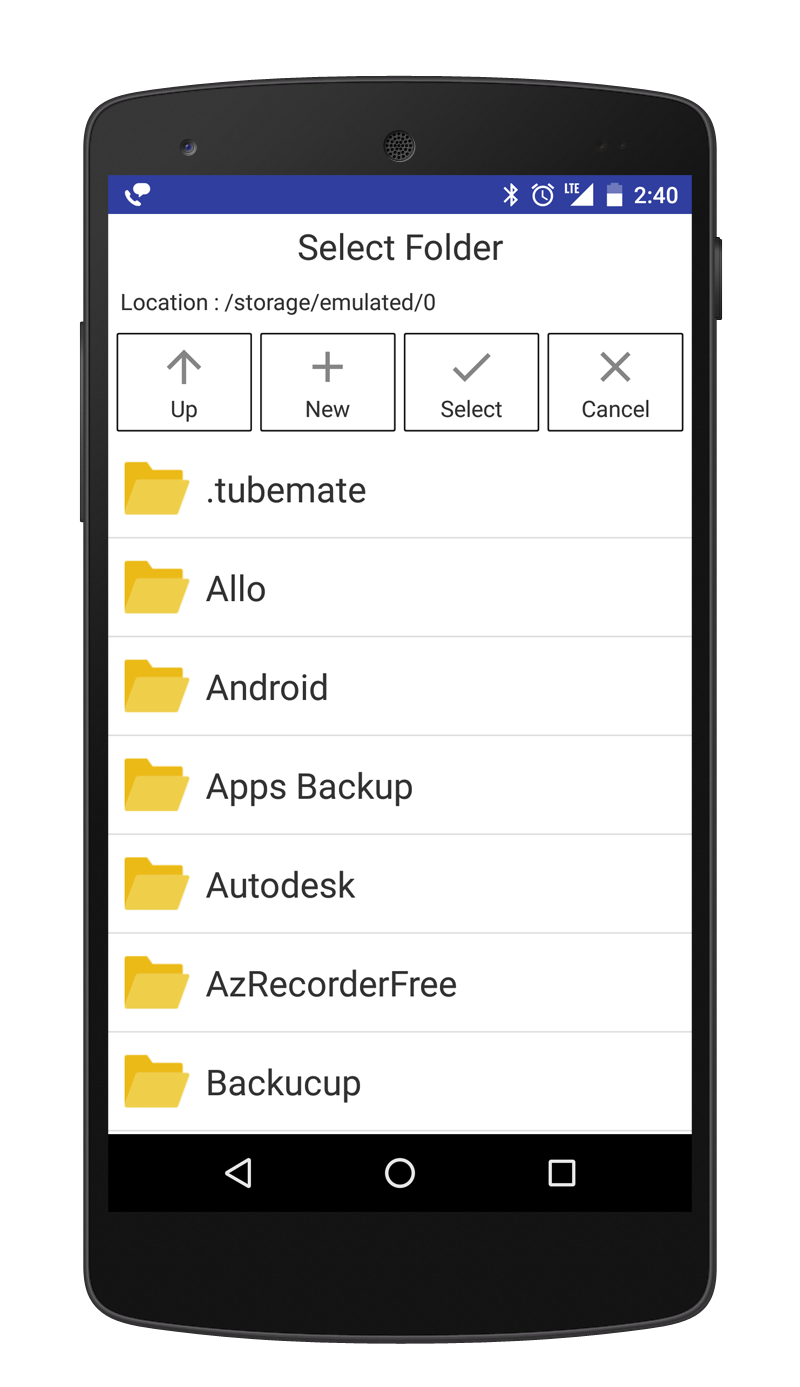 LTE 2:40
Select Folder
Location : /storage/emulated/0
Up New Select Cancel
.tubemate
Allo
Android
Apps Backup
Autodesk
AzRecorderFree
Backucup